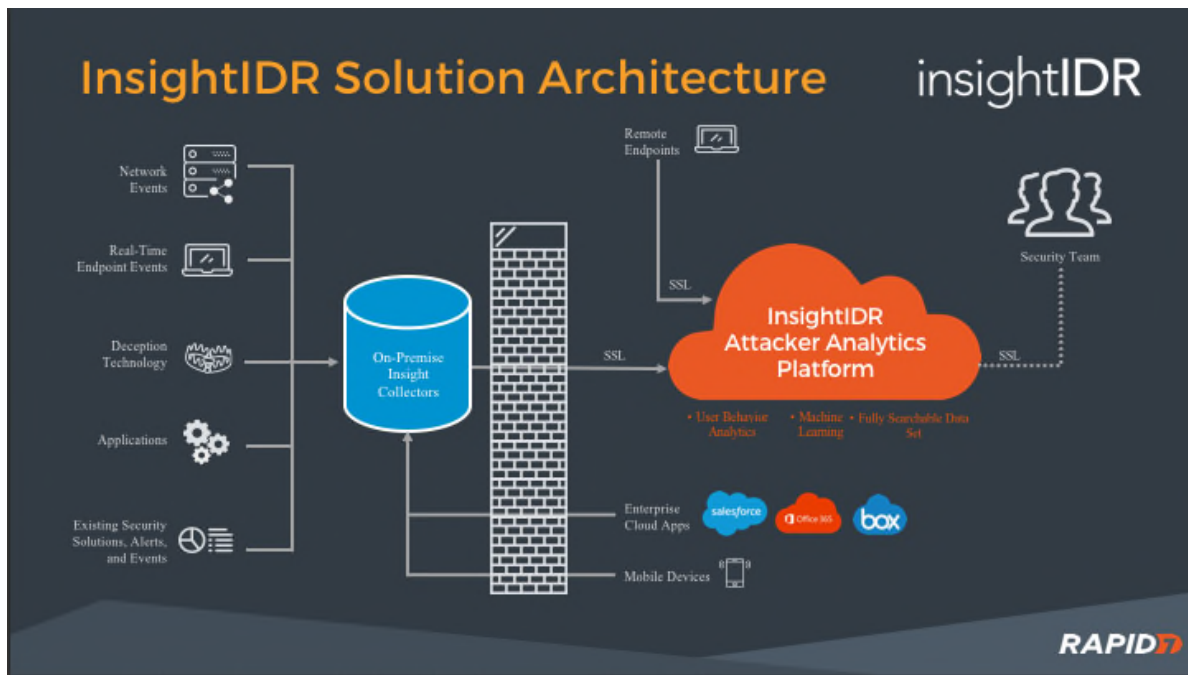 InsightIDR Solution Architecture
insightIDR
Network
Events
Real-Time
Endpoint Events
Deception
Technology
Applications
Existing Security
Solutions, Alerts,
and Events
On-Premise
Insight
Collectors
SSL
Remote
Endpoints
SSL
InsightIDR
Attacker Analytics
Platform
• User Behavior
Analytics
• Machine
Learning
• Fully Searchable Data
Set
SSL
Security Team
Enterprise
Cloud Apps
salesforce
Office 365
box
Mobile Devices
RAPID7